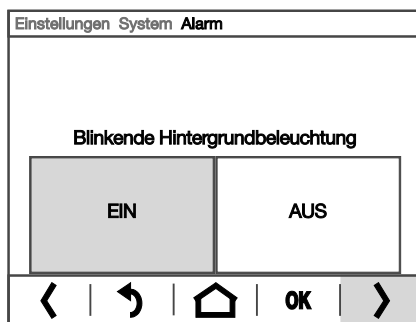 Einstellungen System Alarm
Blinkende Hintergrundbeleuchtung
EIN AUS
OK